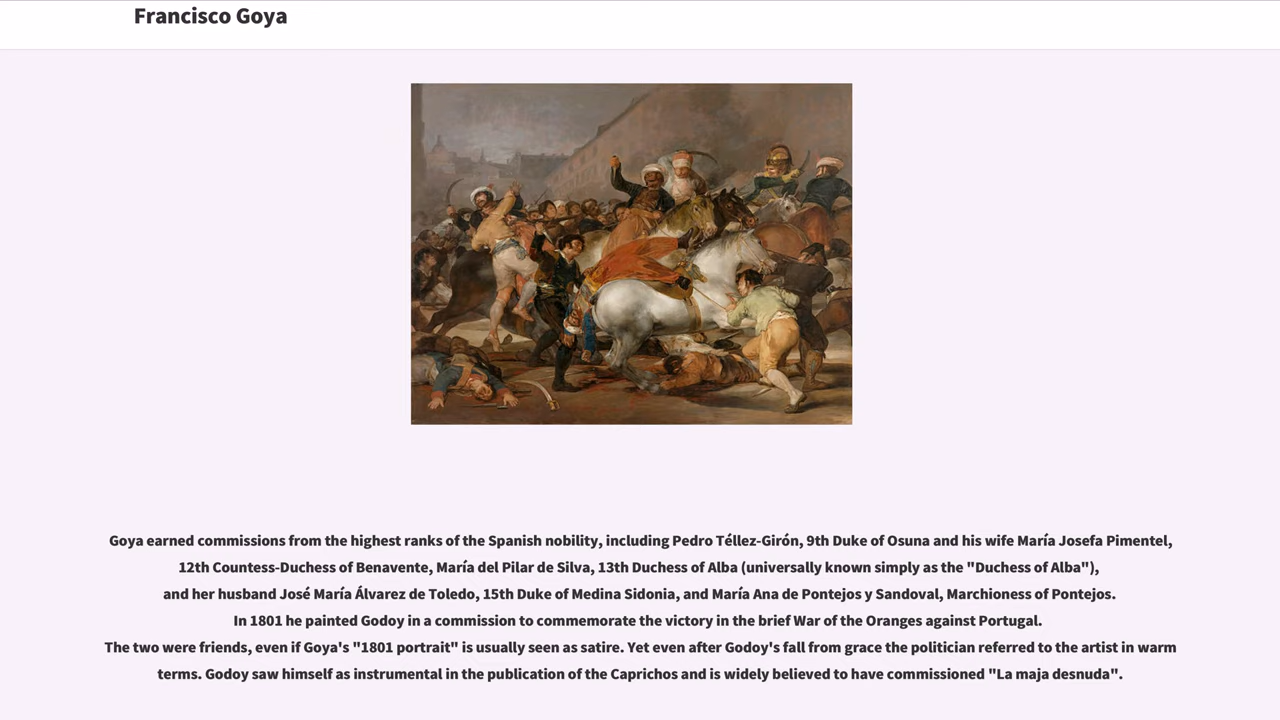 Francisco Goya
Goya earned commissions from the highest ranks of the Spanish nobility, including Pedro Téllez-Girón, 9th Duke of Osuna and his wife María Josefa Pimentel,
12th Countess-Duchess of Benavente, María del Pilar de Silva, 13th Duchess of Alba (universally known simply as the "Duchess of Alba"),
and her husband José María Álvarez de Toledo, 15th Duke of Medina Sidonia, and María Ana de Pontejos y Sandoval, Marchioness of Pontejos.
In 1801 he painted Godoy in a commission to commemorate the victory in the brief War of the Oranges against Portugal.
The two were friends, even if Goya's "1801 portrait" is usually seen as satire. Yet even after Godoy's fall from grace the politician referred to the artist in warm
terms. Godoy saw himself as instrumental in the publication of the Caprichos and is widely believed to have commissioned "La maja desnuda".